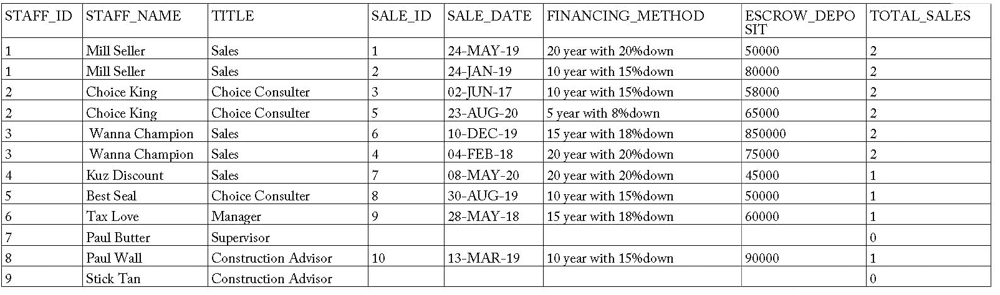 STAFF_ID STAFF_NAME TITLE SALE_ID SALE_DATE FINANCING_METHOD ESCROW_DEPO TOTAL_SALES
SIT
1 Mill Seller Sales 1 24-MAY-19 20 year with 20%down 50000 2
1 Mill Seller Sales 2 24-JAN-19 10 year with 15%down 80000 2
2 Choice King Choice Consulter 3 02-JUN-17 10 year with 15%down 58000 2
2 Choice King Choice Consulter 5 23-AUG-20 5 year with 8%down 65000 2
3 Wanna Champion Sales 6 10-DEC-19 15 year with 18%down 850000 2
3 Wanna Champion Sales 4 04-FEB-18 20 year with 20%down 75000 2
4 Kuz Discount Sales 7 08-MAY-20 20 year with 20%down 45000 1
5 Best Seal Choice Consulter 8 30-AUG-19 10 year with 15%down 50000 1
6 Tax Love Manager 9 28-MAY-18 15 year with 18%down 60000 1
7 Paul Butter Supervisor 0
8 Paul Wall Construction Advisor 10 13-MAR-19 10 year with 15%down 90000 1
9 Stick Tan Construction Advisor 0